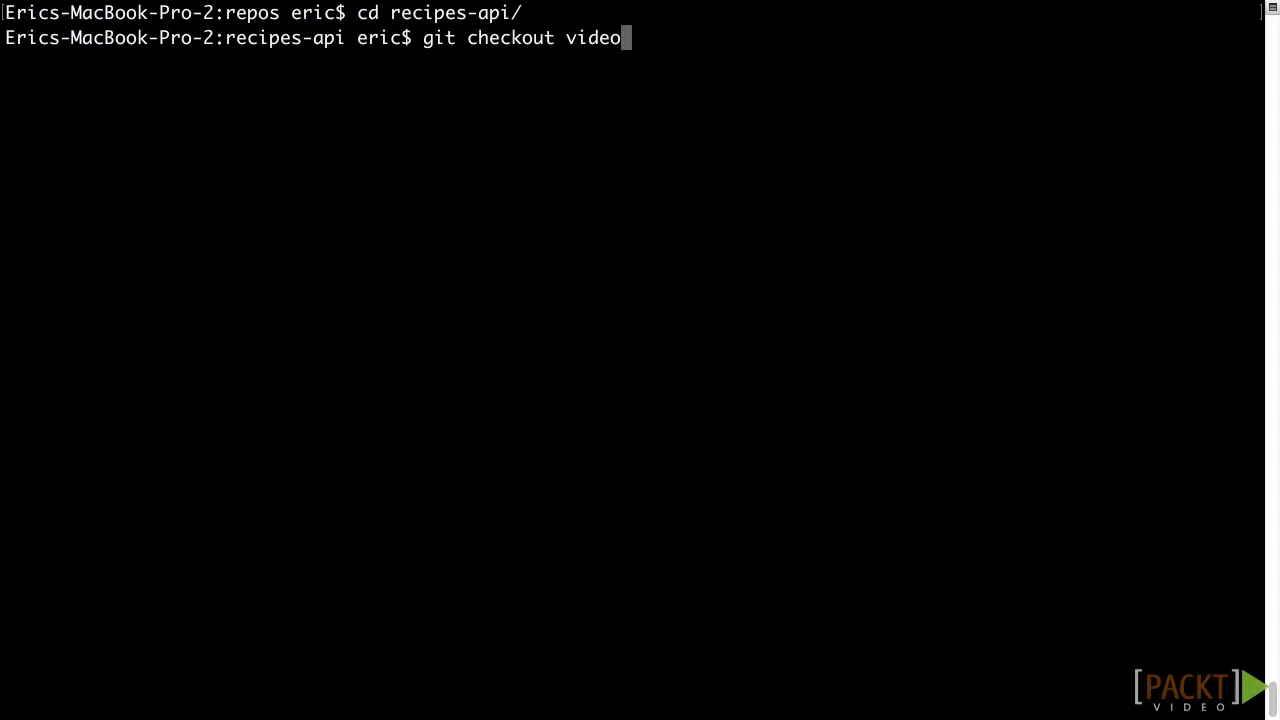 Erics-MacBook-Pro-2:repos eric$ cd recipes-api/
Erics-MacBook-Pro-2:recipes-api eric$ git checkout video
[PACKT]
VIDEO